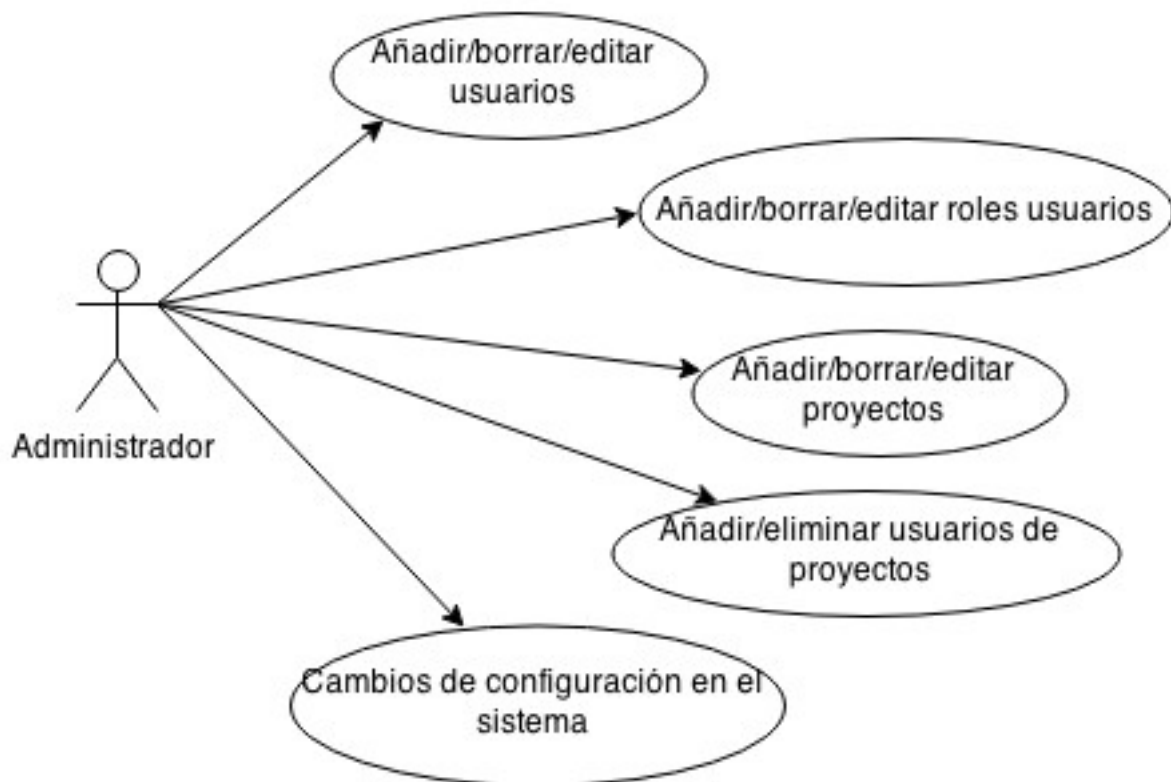 Añadir/borrar/editar
usuarios
Añadir/borrar/editar roles usuarios
Añadir/borrar/editar
proyectos
Administrador
Añadir/eliminar usuarios de
proyectos
Cambios de configuración en el
sistema